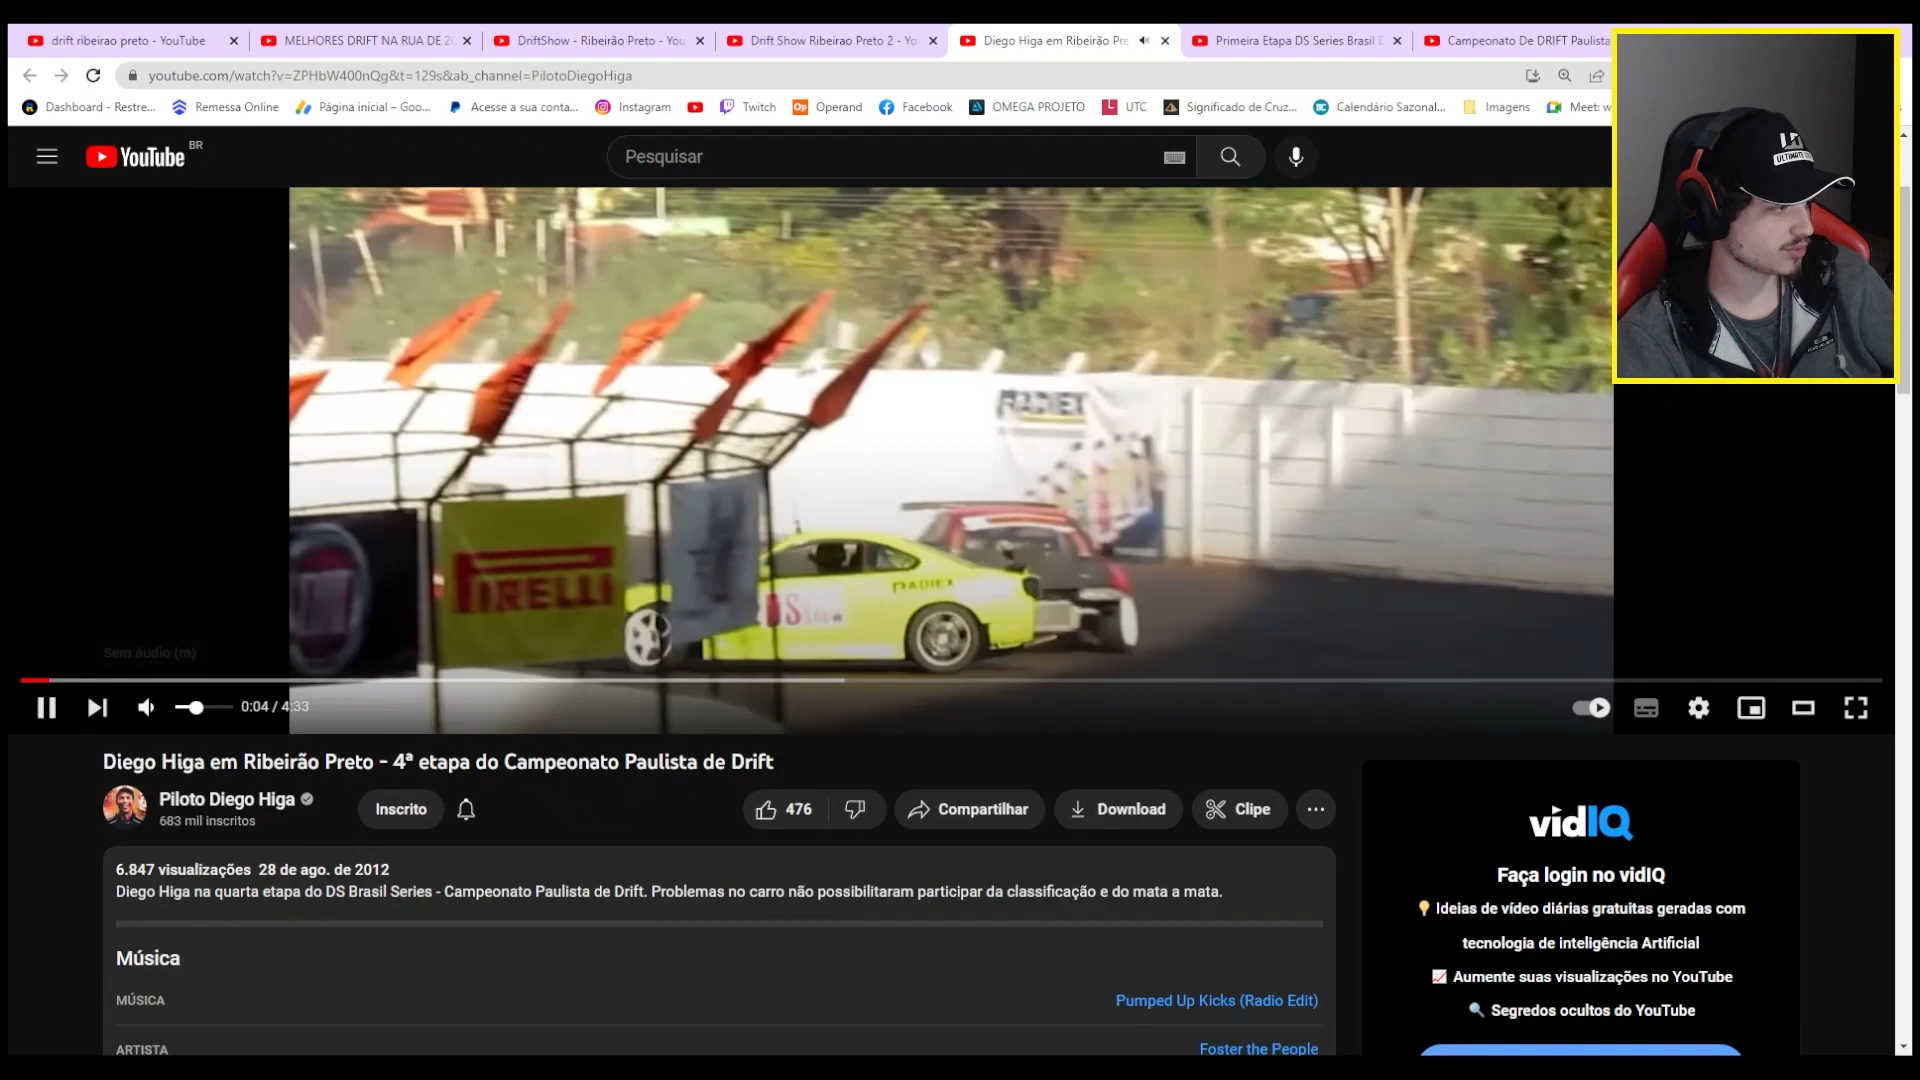 drift ribeirao preto - YouTube
MELHORES DRIFT NA RUA DE 2
DriftShow - Ribeirão Preto - You
Drift Show Ribeirao Preto 2 - Yo
Diego Higa em Ribeirão Pre
Primeira Etapa DS Series Brasil
Campeonato De DRIFT Paulista
youtube.com/watch?v=ZPHbW400nQg&t=129s&ab_channel=PilotoDiegoHiga
Dashboard - Restre...
Remessa Online
Página inicial – Goo...
Acesse a sua conta...
Instagram
Twitch
Op
Operand
Facebook
OMEGA PROJETO
UTC
Significado de Cruz...
Calendário Sazonal...
Imagens
Meet: w
YouTube BR
Pesquisar
UD
ULTIMATE
RADIEX
PIRELLI
RADIEX
DS
Sem áudio (m)
0:04 / 4:33
Diego Higa em Ribeirão Preto - 4ª etapa do Campeonato Paulista de Drift
Piloto Diego Higa
683 mil inscritos
Inscrito
476
Compartilhar
Download
Clipe
6.847 visualizações 28 de ago. de 2012
Diego Higa na quarta etapa do DS Brasil Series - Campeonato Paulista de Drift. Problemas no carro não possibilitaram participar da classificação e do mata a mata.
Música
MÚSICA
Pumped Up Kicks (Radio Edit)
ARTISTA
Foster the People
vidIQ
Faça login no vidIQ
💡 Ideias de vídeo diárias gratuitas geradas com
tecnologia de inteligência Artificial
📈 Aumente suas visualizações no YouTube
🔍 Segredos ocultos do YouTube